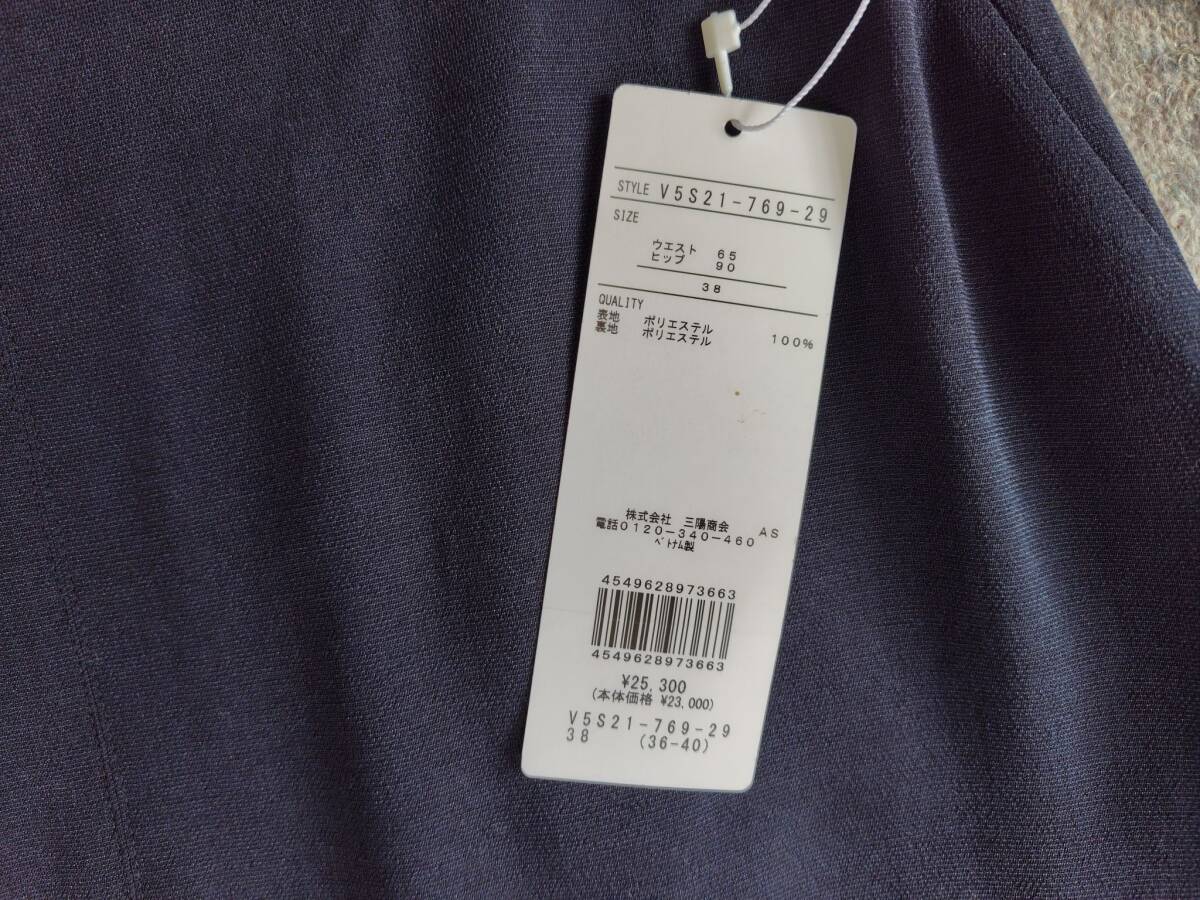 STYLE V5S21-769-29
SIZE
ウエスト 65
ヒップ 90
38
QUALITY
表地 ポリエステル
裏地 ポリエステル 100%
株式会社 三陽商会 AS
電話0120-340-460
ベトナム製
4549628973663
4549628973663
¥25,300
(本体価格 ¥23,000)
V5S21-769-29
38 (36-40)